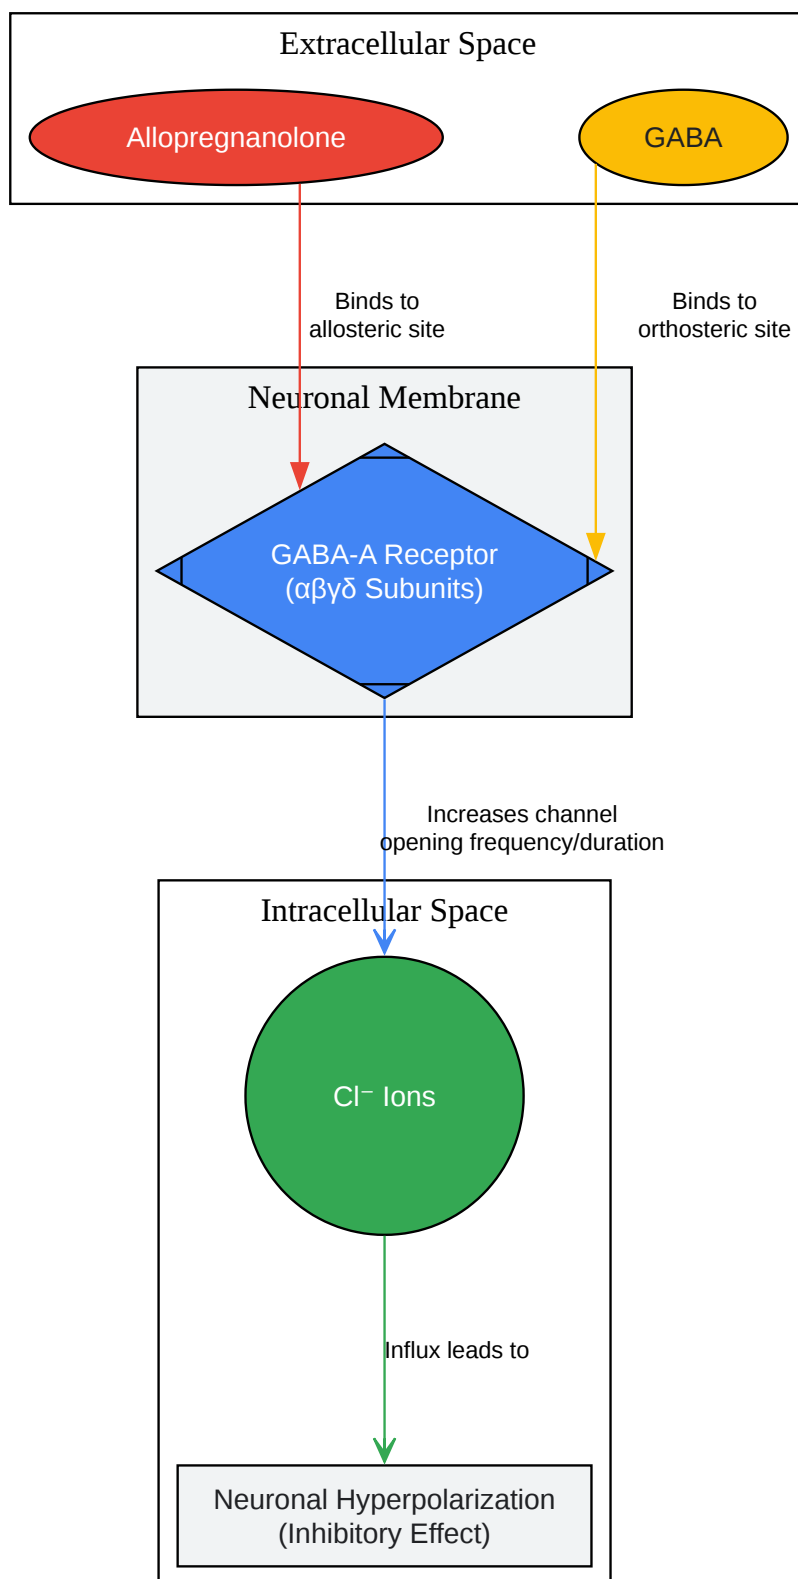 Extracellular Space
Allopregnanolone
GABA
Binds to
allosteric site
Binds to
orthosteric site
Neuronal Membrane
GABA-A Receptor
(αβγδ Subunits)
Increases channel
opening frequency/duration
Intracellular Space
Cl⁻ Ions
Influx leads to
Neuronal Hyperpolarization
(Inhibitory Effect)